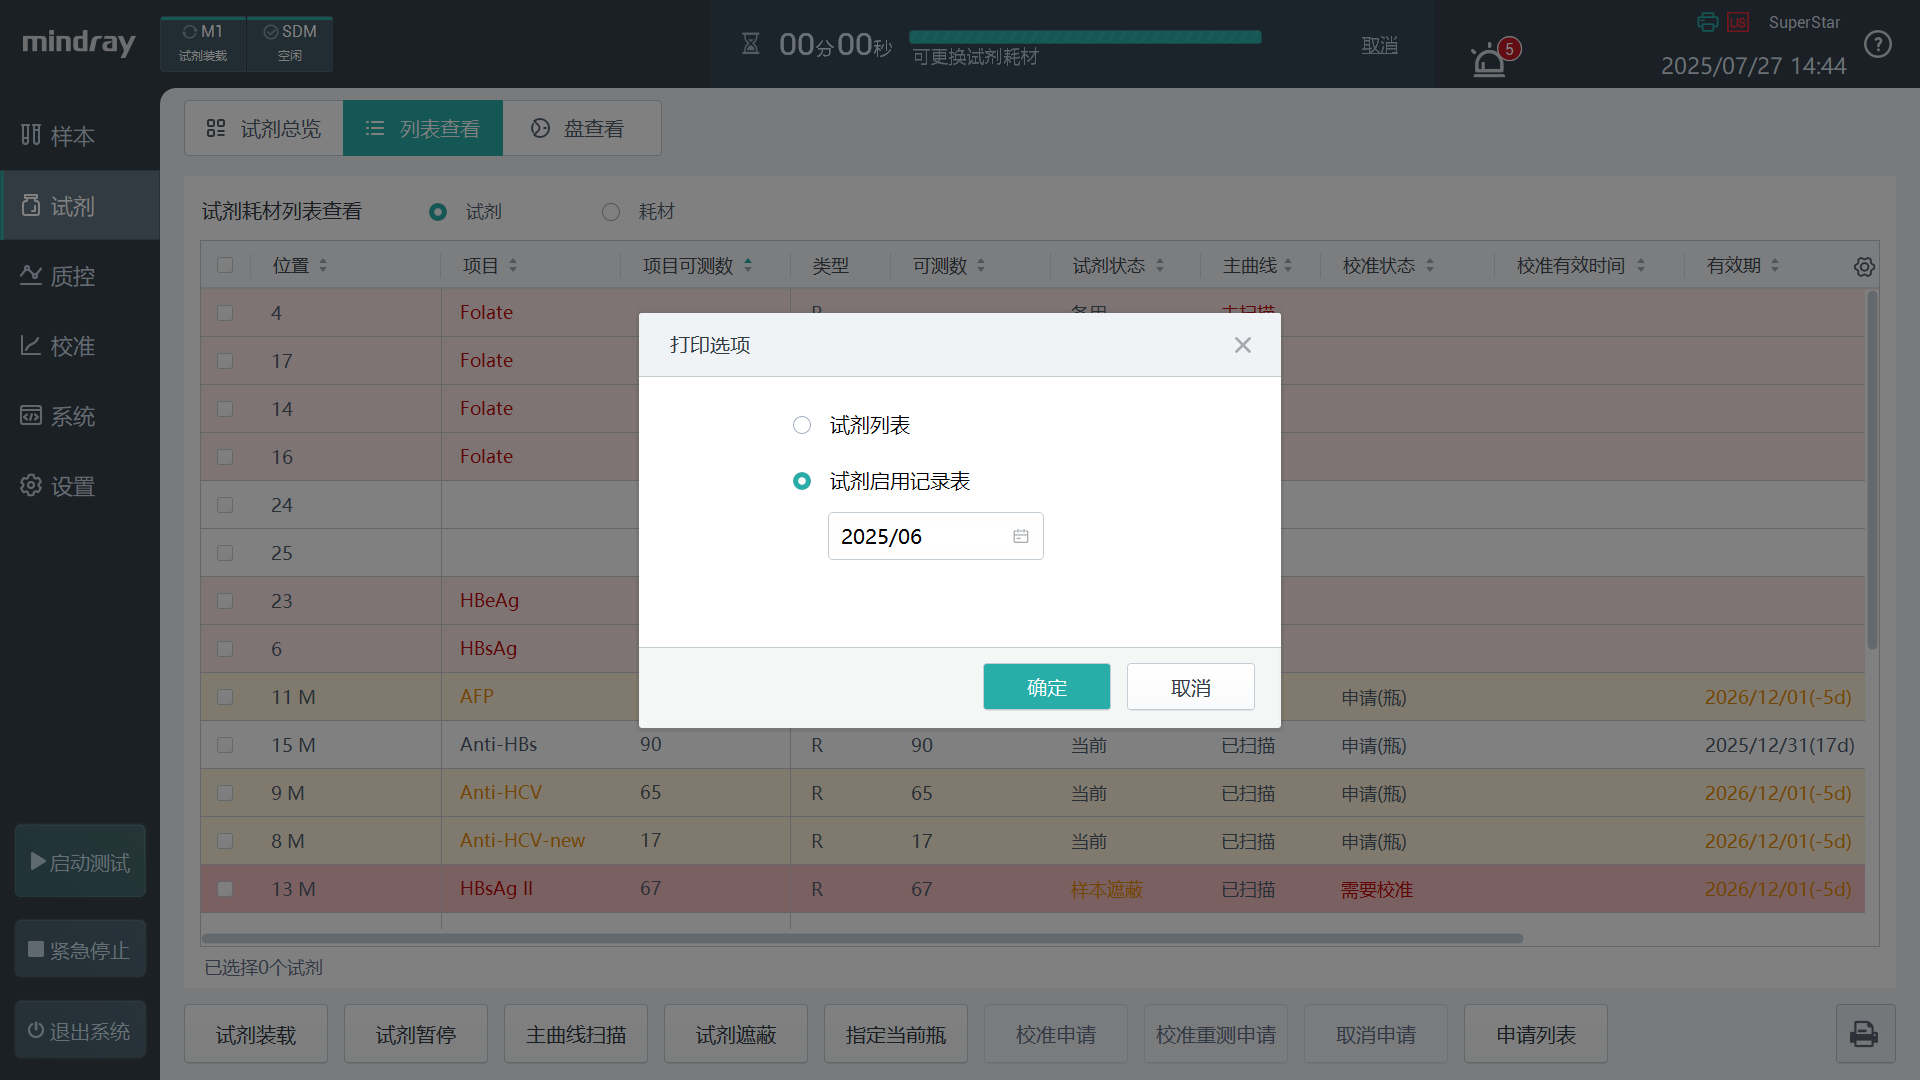 mindray
M1
试剂装载
SDM
空闲
00分00秒
可更换试剂耗材
取消
5
LIS
SuperStar
2025/07/27 14:44
样本
试剂
质控
校准
系统
设置
启动测试
紧急停止
退出系统
试剂总览
列表查看
盘查看
试剂耗材列表查看
试剂
耗材
位置 项目 项目可测数 类型 可测数 试剂状态 主曲线 校准状态 校准有效时间 有效期
4 Folate R 备用 未扫描
17 Folate
14 Folate
16 Folate
24
25
23 HBeAg
6 HBsAg
11 M AFP 申请(瓶) 2026/12/01(-5d)
15 M Anti-HBs 90 R 90 当前 已扫描 申请(瓶) 2025/12/31(17d)
9 M Anti-HCV 65 R 65 当前 已扫描 申请(瓶) 2026/12/01(-5d)
8 M Anti-HCV-new 17 R 17 当前 已扫描 申请(瓶) 2026/12/01(-5d)
13 M HBsAg II 67 R 67 样本遮蔽 已扫描 需要校准 2026/12/01(-5d)
打印选项
试剂列表
试剂启用记录表
2025/06
确定
取消
已选择0个试剂
试剂装载
试剂暂停
主曲线扫描
试剂遮蔽
指定当前瓶
校准申请
校准重测申请
取消申请
申请列表